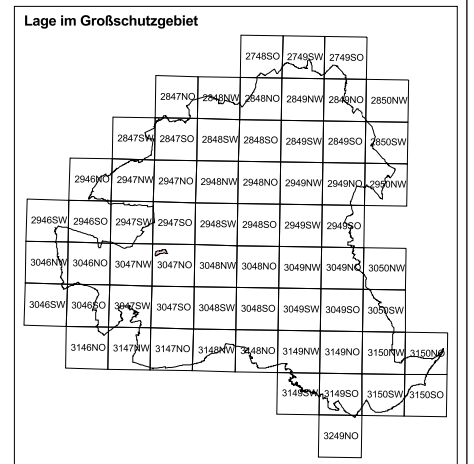 Lage im Großschutzgebiet
2748SO 2749SW 2749SO
2847NO 2848NW 2848NO 2849NW 2849NO 2850NW
2847SW 2847SO 2848SW 2848SO 2849SW 2849SO 2850SW
2946NO 2947NW 2947NO 2948NW 2948NO 2949NW 2949NO 2950NW
2946SW 2946SO 2947SW 2947SO 2948SW 2948SO 2949SW 2949SO
3046NW 3046NO 3047NW 3047NO 3048NW 3048NO 3049NW 3049NO 3050NW
3046SW 3046SO 3047SW 3047SO 3048SW 3048SO 3049SW 3049SO 3050SW
3146NO 3147NW 3147NO 3148NW 3148NO 3149NW 3149NO 3150NW 3150NO
3149SW 3149SO 3150SW 3150SO
3249NO